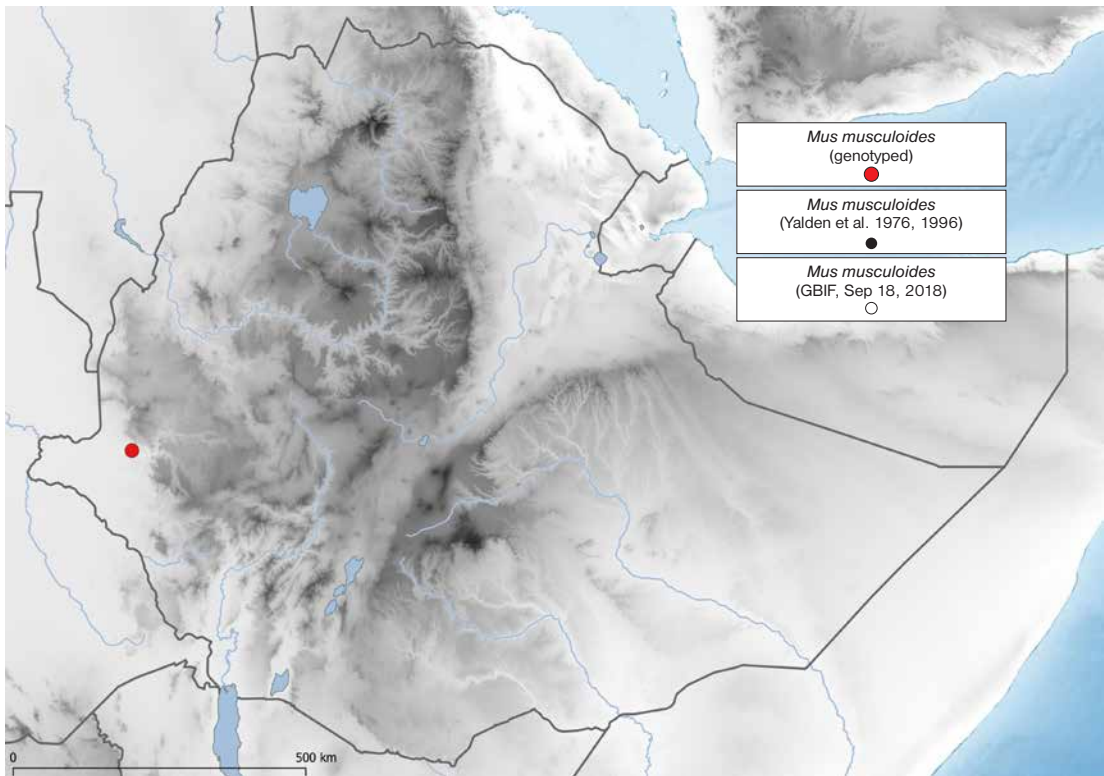 Mus musculoides
(genotyped)
Mus musculoides
(Yalden et al. 1976, 1996)
Mus musculoides
(GBIF, Sep 18, 2018)
0
500 km